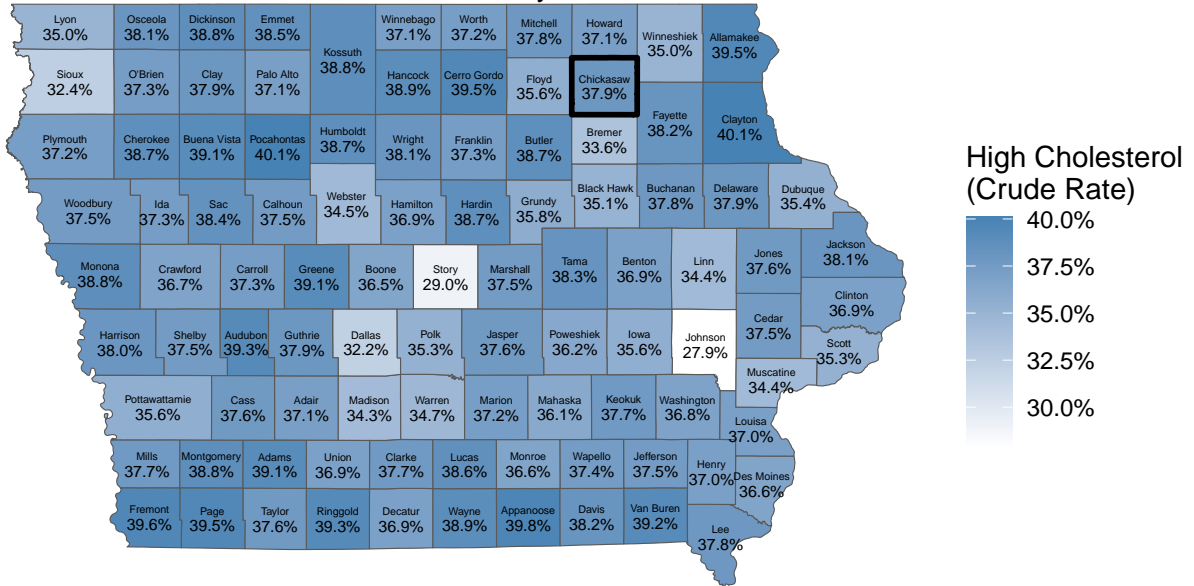 Lyon
35.0%
Osceola
38.1%
Dickinson
38.8%
Emmet
38.5%
Kossuth
38.8%
Winnebago
37.1%
Worth
37.2%
Mitchell
37.8%
Howard
37.1%
Winneshiek
35.0%
Allamakee
39.5%
Sioux
32.4%
O'Brien
37.3%
Clay
37.9%
Palo Alto
37.1%
Hancock
38.9%
Cerro Gordo
39.5%
Floyd
35.6%
Chickasaw
37.9%
Fayette
38.2%
Clayton
40.1%
Plymouth
37.2%
Cherokee
38.7%
Buena Vista
39.1%
Pocahontas
40.1%
Humboldt
38.7%
Wright
38.1%
Franklin
37.3%
Butler
38.7%
Bremer
33.6%
Woodbury
37.5%
Ida
37.3%
Sac
38.4%
Calhoun
37.5%
Webster
34.5%
Hamilton
36.9%
Hardin
38.7%
Grundy
35.8%
Black Hawk
35.1%
Buchanan
37.8%
Delaware
37.9%
Dubuque
35.4%
Monona
38.8%
Crawford
36.7%
Carroll
37.3%
Greene
39.1%
Boone
36.5%
Story
29.0%
Marshall
37.5%
Tama
38.3%
Benton
36.9%
Linn
34.4%
Jones
37.6%
Jackson
38.1%
Clinton
36.9%
Harrison
38.0%
Shelby
37.5%
Audubon
39.3%
Guthrie
37.9%
Dallas
32.2%
Polk
35.3%
Jasper
37.6%
Poweshiek
36.2%
Iowa
35.6%
Johnson
27.9%
Cedar
37.5%
Scott
35.3%
Muscatine
34.4%
Pottawattamie
35.6%
Cass
37.6%
Adair
37.1%
Madison
34.3%
Warren
34.7%
Marion
37.2%
Mahaska
36.1%
Keokuk
37.7%
Washington
36.8%
Louisa
37.0%
Mills
37.7%
Montgomery
38.8%
Adams
39.1%
Union
36.9%
Clarke
37.7%
Lucas
38.6%
Monroe
36.6%
Wapello
37.4%
Jefferson
37.5%
Henry
37.0%
Des Moines
36.6%
Fremont
39.6%
Page
39.5%
Taylor
37.6%
Ringgold
39.3%
Decatur
36.9%
Wayne
38.9%
Appanoose
39.8%
Davis
38.2%
Van Buren
39.2%
Lee
37.8%
High Cholesterol
(Crude Rate)
40.0%
37.5%
35.0%
32.5%
30.0%